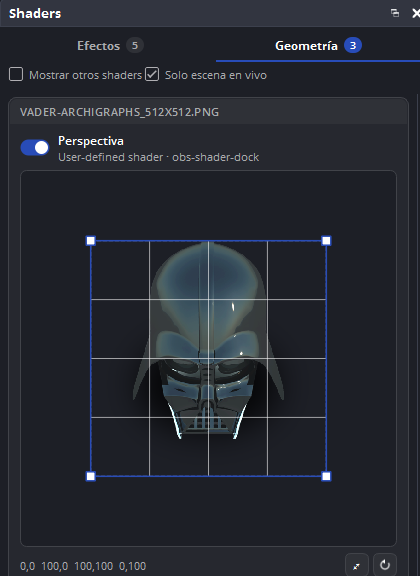 Shaders
Efectos 5
Geometría 3
Mostrar otros shaders
Solo escena en vivo
VADER-ARCHIGRAPHS_512X512.PNG
Perspectiva
User-defined shader · obs-shader-dock
0,0 100,0 100,100 0,100